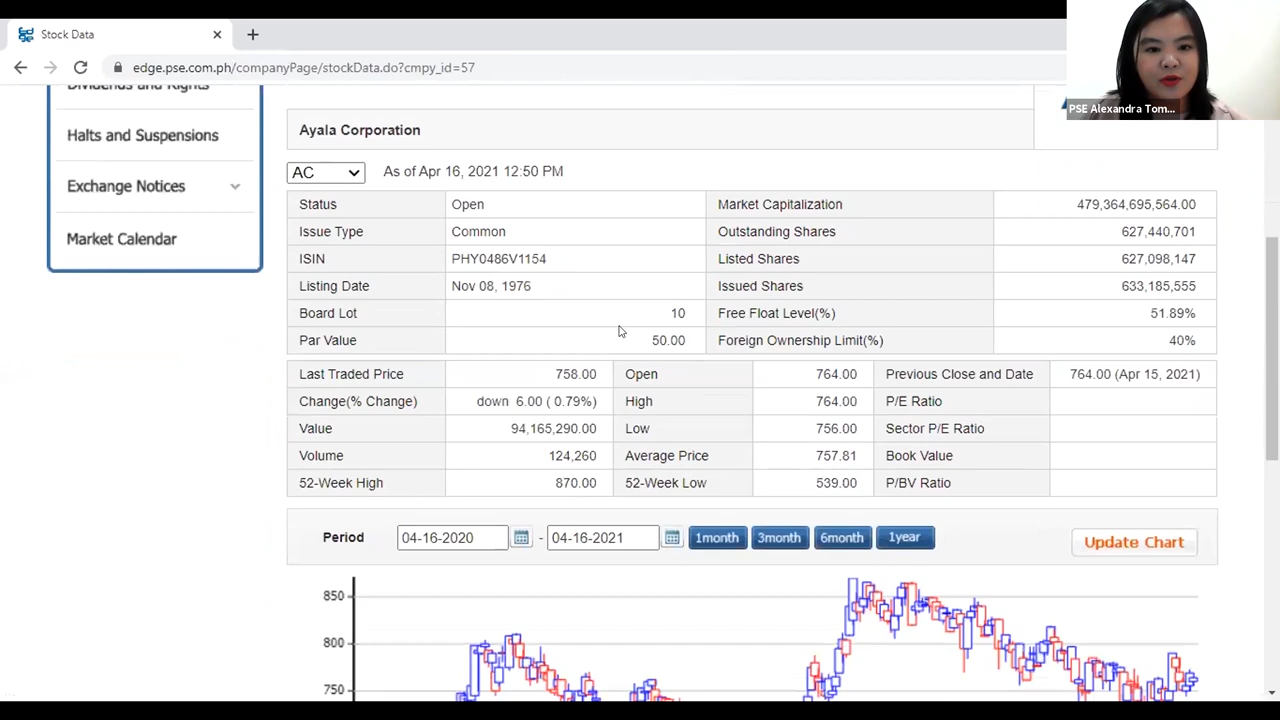 Stock Data
edge.pse.com.ph/companyPage/stockData.do?cmpy_id=57
PSE Alexandra Tom...
Dividends and Rights
Halts and Suspensions
Exchange Notices
Market Calendar
Ayala Corporation
AC As of Apr 16, 2021 12:50 PM
Status Open Market Capitalization 479,364,695,564.00
Issue Type Common Outstanding Shares 627,440,701
ISIN PHY0486V1154 Listed Shares 627,098,147
Listing Date Nov 08, 1976 Issued Shares 633,185,555
Board Lot 10 Free Float Level(%) 51.89%
Par Value 50.00 Foreign Ownership Limit(%) 40%
Last Traded Price 758.00 Open 764.00 Previous Close and Date 764.00 (Apr 15, 2021)
Change(% Change) down 6.00 ( 0.79%) High 764.00 P/E Ratio
Value 94,165,290.00 Low 756.00 Sector P/E Ratio
Volume 124,260 Average Price 757.81 Book Value
52-Week High 870.00 52-Week Low 539.00 P/BV Ratio
Period 04-16-2020 - 04-16-2021 1month 3month 6month 1year Update Chart
850
800
750